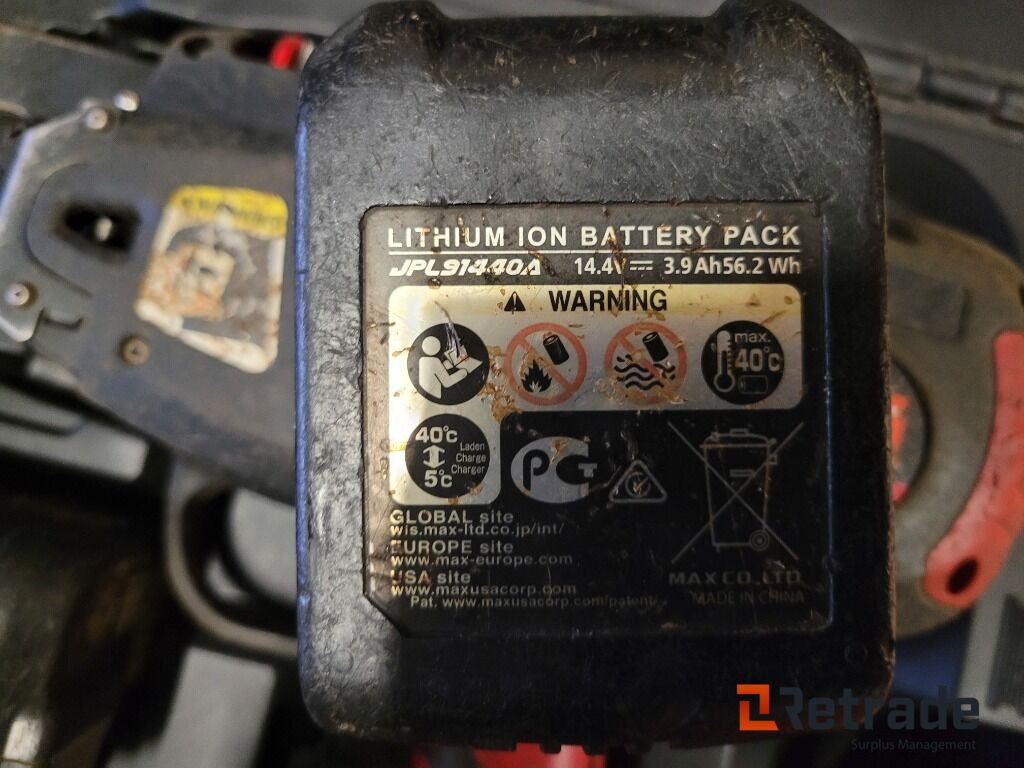 LITHIUM ION BATTERY PACK
JPL91440A 14.4V 3.9Ah56.2Wh
⚠ WARNING
max.
40℃
40℃
Laden
Charge
Charger
5℃
PCT
GLOBAL site
wis.max-ltd.co.jp/int/
EUROPE site
www.max-europe.com
USA site
www.maxusacorp.com
Pat. www.maxusacorp.com/patent/
MAX CO.,LTD.
MADE IN CHINA
Retrade
Surplus Management